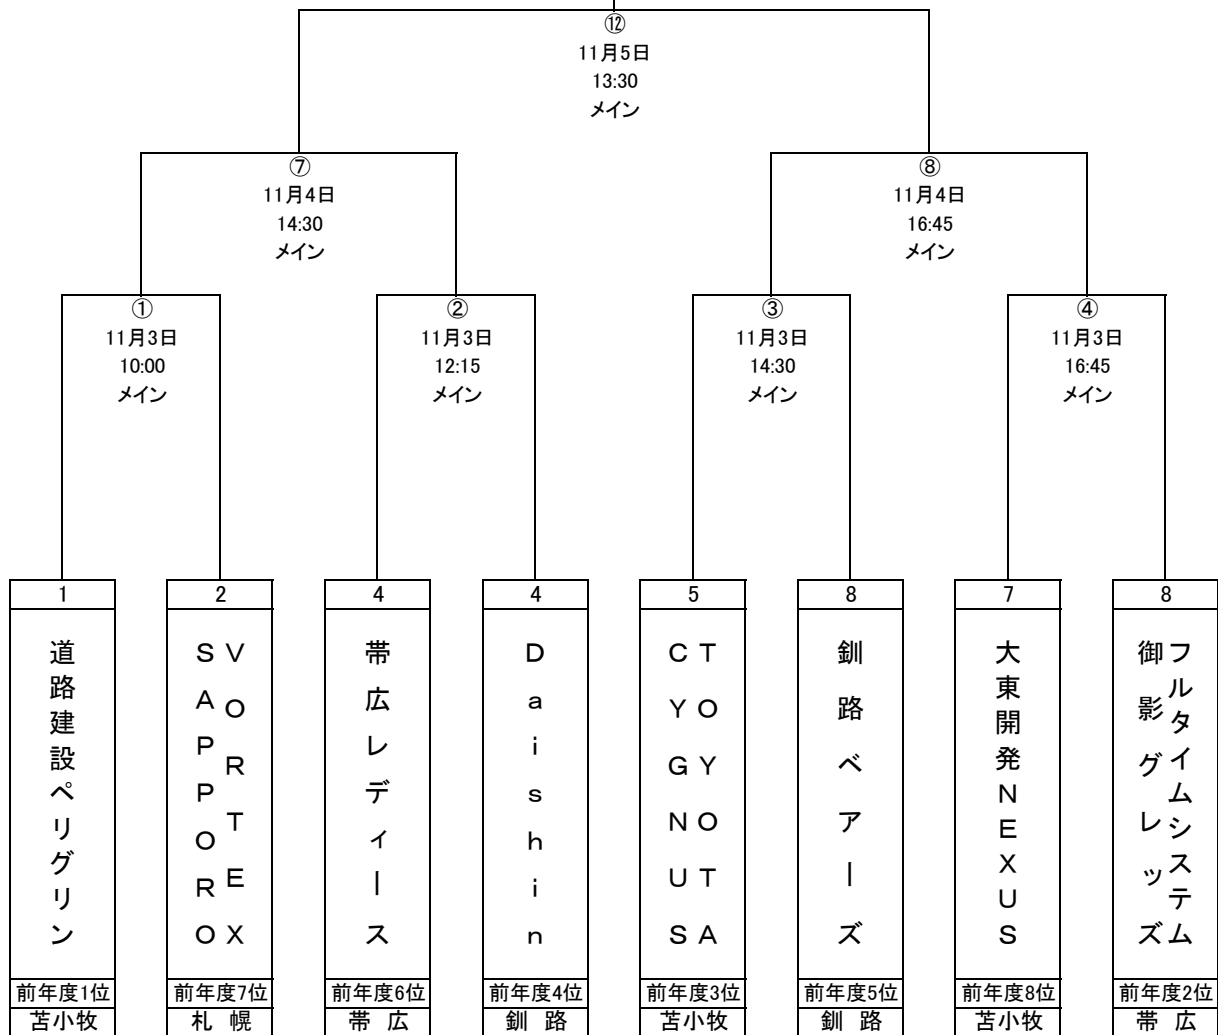 ⑫
11月5日
13:30
メイン
⑦
11月4日
14:30
メイン
⑧
11月4日
16:45
メイン
①
11月3日
10:00
メイン
②
11月3日
12:15
メイン
③
11月3日
14:30
メイン
④
11月3日
16:45
メイン
1
道路建設ペリグリン
前年度1位
苫小牧
2
VORTEX
SAPPORO
前年度7位
札幌
4
帯広レディース
前年度6位
帯広
4
Daishin
前年度4位
釧路
5
TOYOTA
CYGNUS
前年度3位
苫小牧
8
釧路ベアーズ
前年度5位
釧路
7
大東開発NEXUS
前年度8位
苫小牧
8
フルタイムシステム
御影グレッズ
前年度2位
帯広